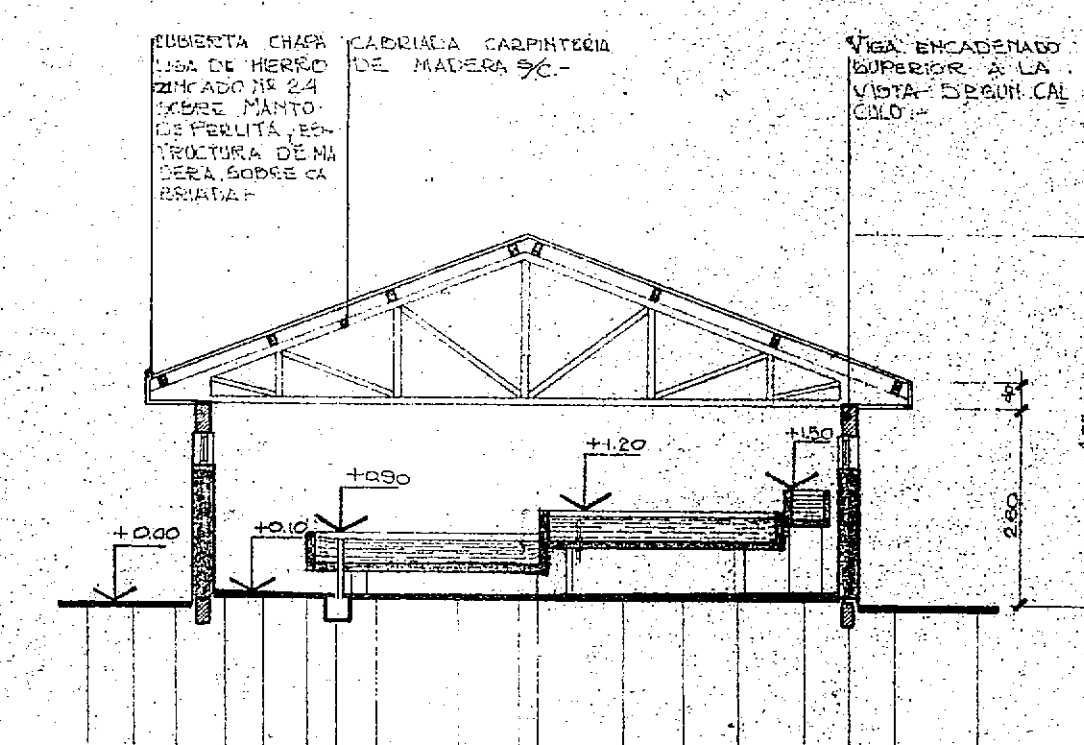 CUBIERTA CHAPA
LISA DE HIERRO
ZINCADO Nº 24
SOBRE MANTO
DE PERLITA, ES-
TRUCTURA DE MA
DERA, SOBRE CA
BRIADA.-
CABRIADA CARPINTERIA
DE MADERA S/C.-
VIGA ENCADENADO
SUPERIOR A LA
VISTA SEGUN CAL
CULO.-
+1.20
+1.50
+0.90
+0.10
+0.00
2.80